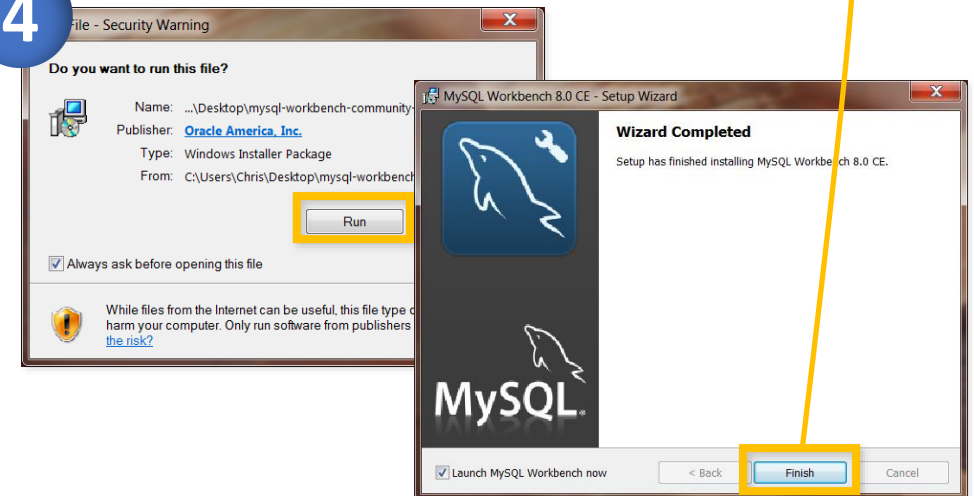 4
File - Security Warning
Do you want to run this file?
Name: ...\Desktop\mysql-workbench-community-
Publisher: Oracle America, Inc.
Type: Windows Installer Package
From: C:\Users\Chris\Desktop\mysql-workbench
Run
Always ask before opening this file
While files from the Internet can be useful, this file type
harm your computer. Only run software from publishers
the risk?
MySQL Workbench 8.0 CE - Setup Wizard
Wizard Completed
Setup has finished installing MySQL Workbench 8.0 CE.
MySQL
Launch MySQL Workbench now
< Back
Finish
Cancel